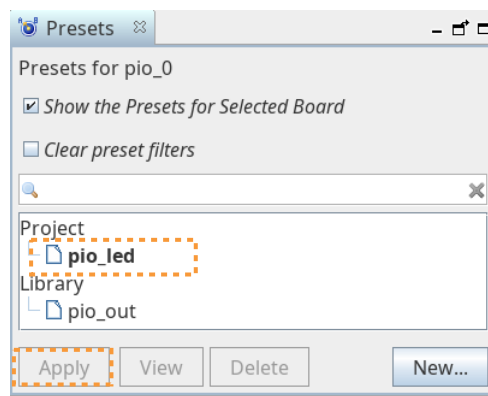 Presets
Presets for pio_0
Show the Presets for Selected Board
Clear preset filters
Project
pio_led
Library
pio_out
Apply View Delete New...